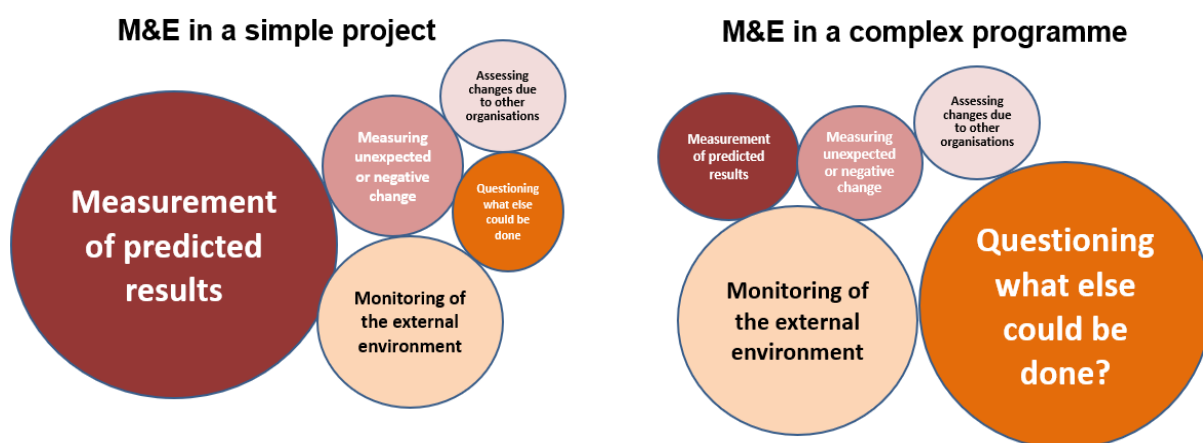 M&E in a simple project
Measurement
of predicted
results
Measuring
unexpected
or negative
change
Assessing
changes due
to other
organisations
Questioning
what else
could be
done
Monitoring of
the external
environment
M&E in a complex programme
Measurement
of predicted
results
Measuring
unexpected
or negative
change
Assessing
changes due
to other
organisations
Monitoring of
the external
environment
Questioning
what else
could be
done?